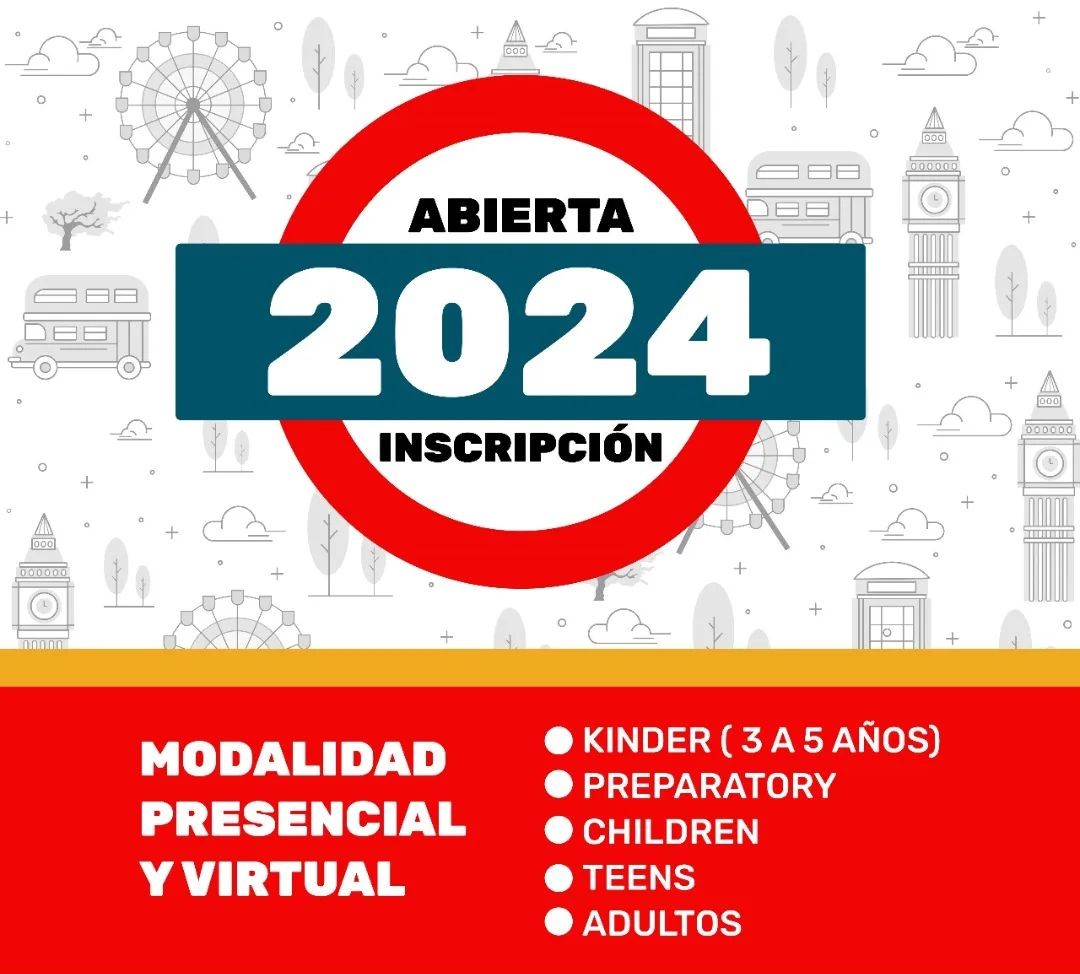 ABIERTA
2024
INSCRIPCIÓN
MODALIDAD
PRESENCIAL
Y VIRTUAL
KINDER ( 3 A 5 AÑOS)
PREPARATORY
CHILDREN
TEENS
ADULTOS